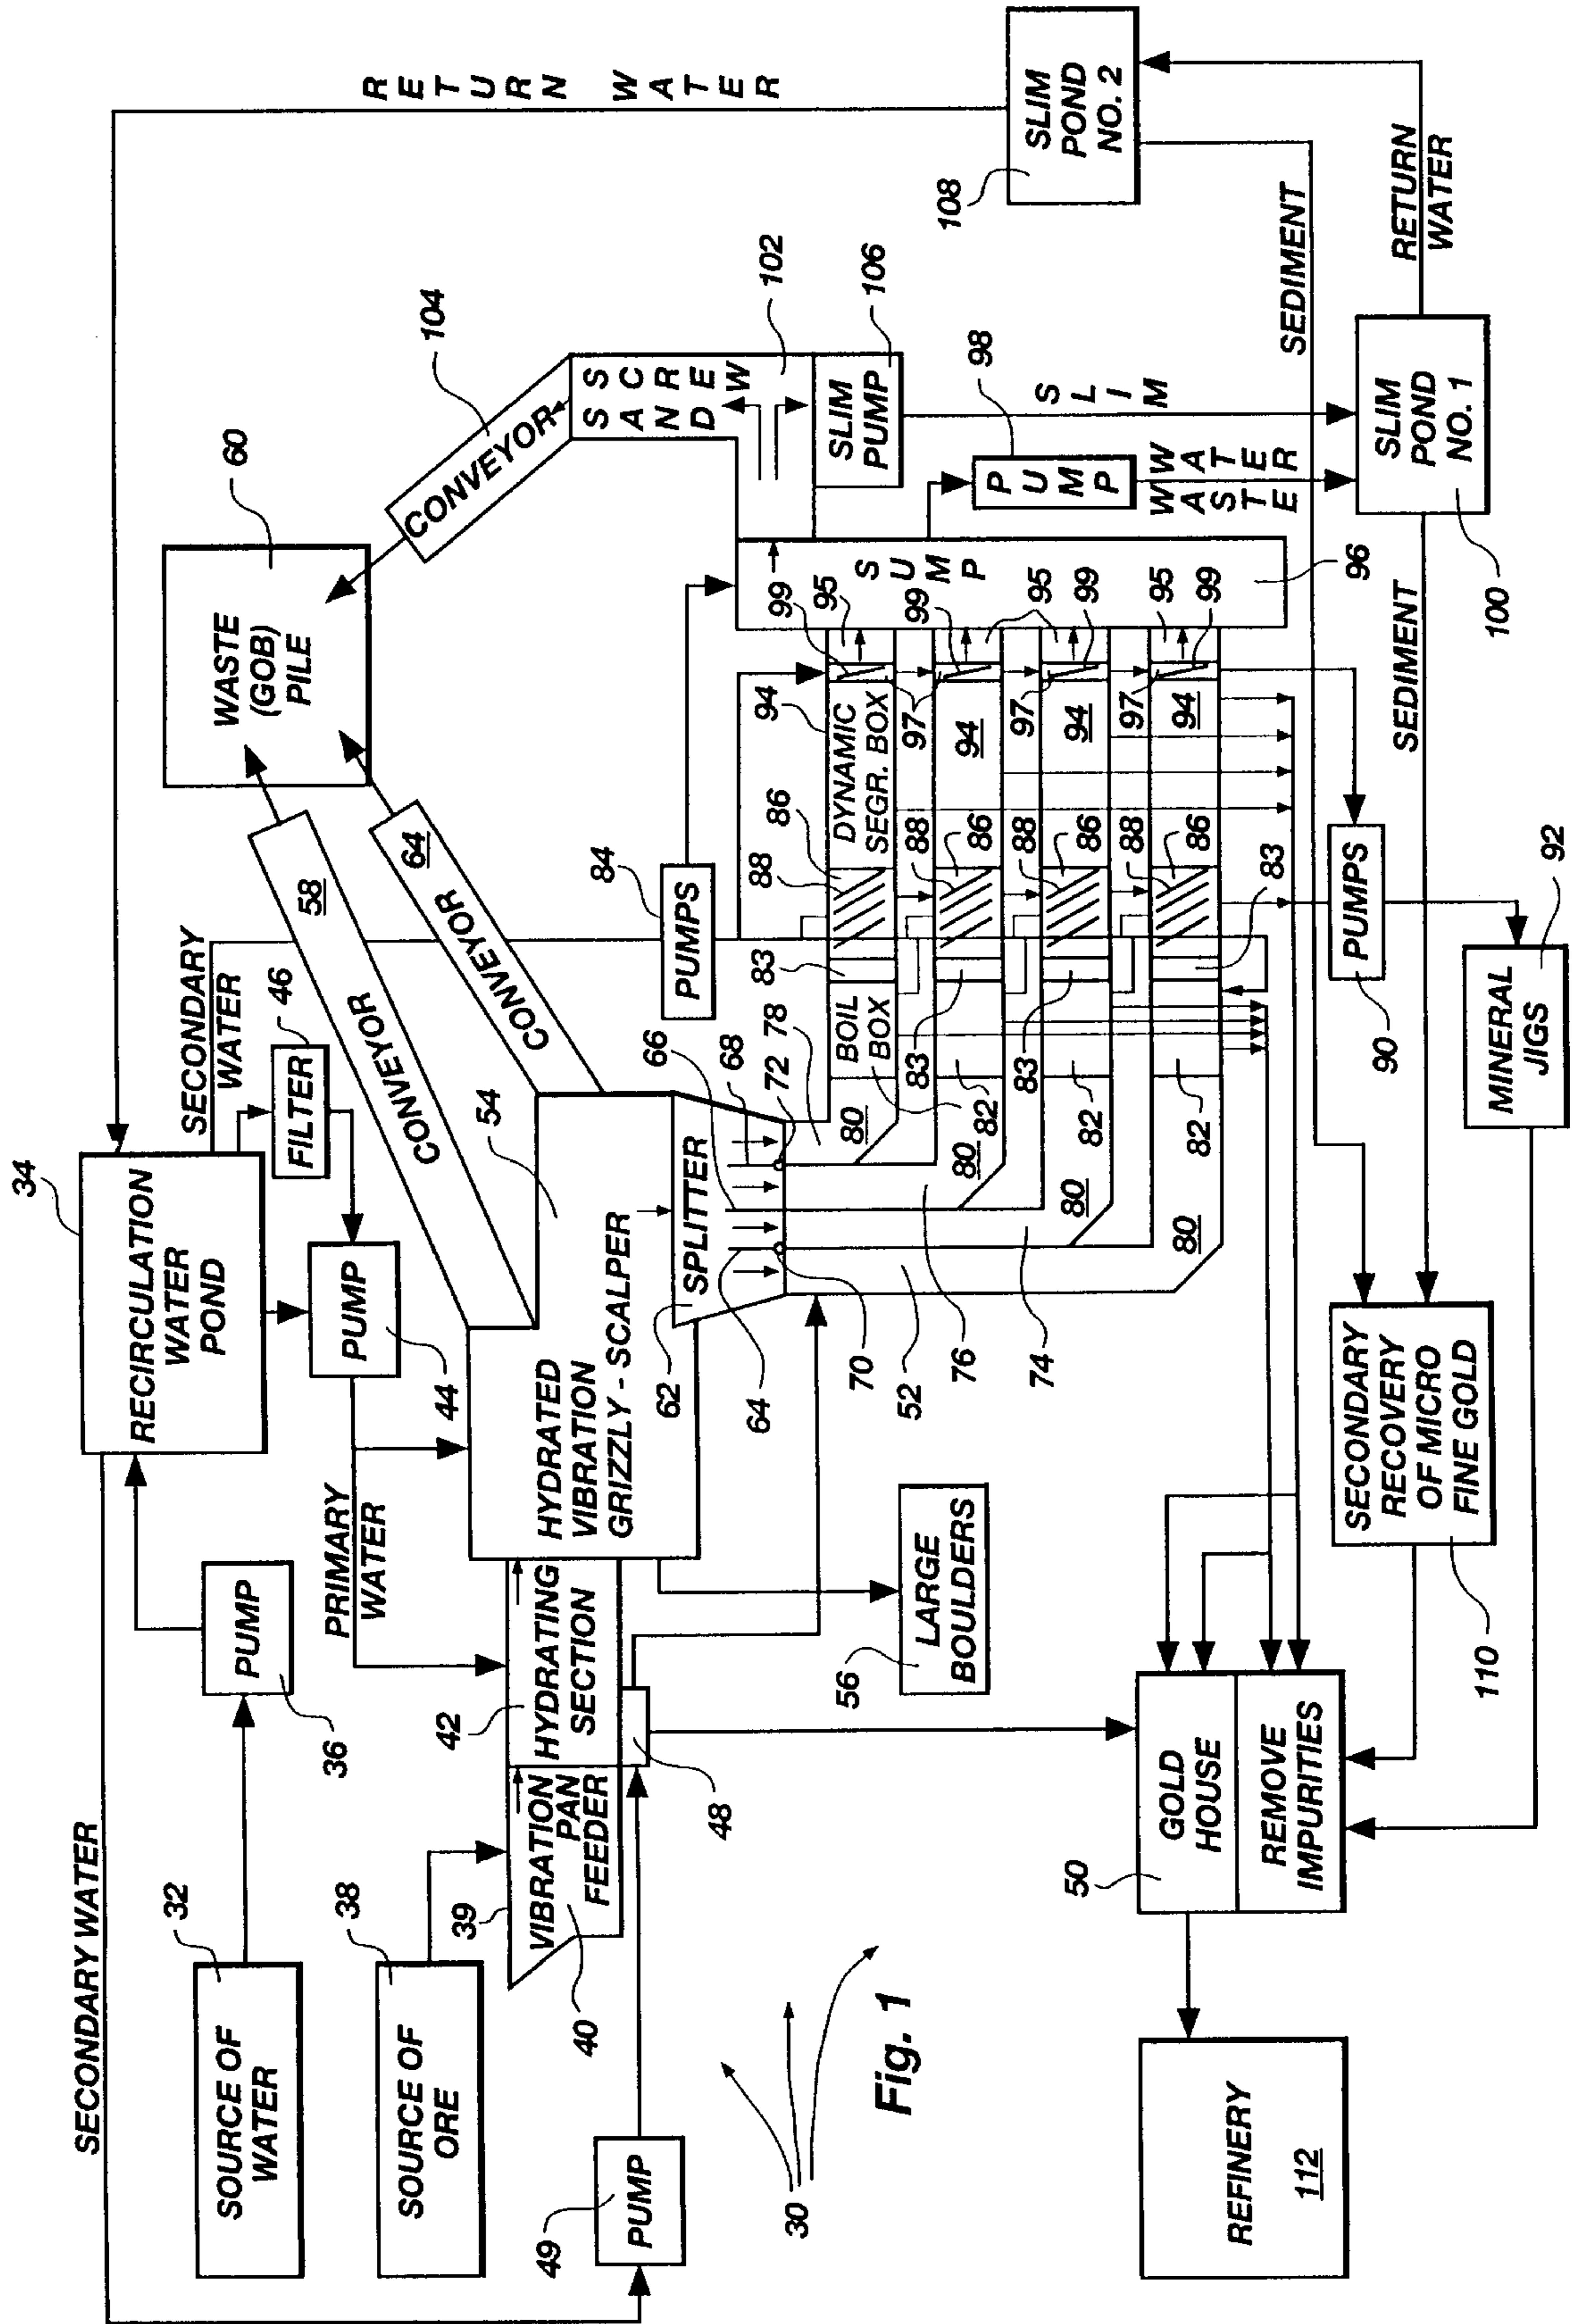 SECONDARY WATER
SOURCE OF
WATER
32
PUMP
36
34
RECIRCULATION
WATER
POND
SECONDARY
WATER
FILTER
46
PUMP
44
PRIMARY
WATER
SOURCE OF
ORE
38
39
VIBRATION
PAN
FEEDER
40
HYDRATING
SECTION
42
HYDRATED
VIBRATION
GRIZZLY - SCALPER
54
48
PUMP
49
LARGE
BOULDERS
56
CONVEYOR
58
CONVEYOR
64
WASTE
(GOB)
PILE
60
CONVEYOR
104
SPLITTER
62
64
66
68
70
72
52
74
76
78
80
80
80
80
PUMPS
84
BOIL
BOX
82
82
82
83
83
83
83
88
86
88
86
88
86
88
86
DYNAMIC
SEGR. BOX
94
94
94
94
97
97
97
99
99
99
99
95
95
95
SUMP
96
SAND
SCREW
102
SLIM
PUMP
106
PUMP
98
SLIM
WASTE
WATER
RETURN WATER
SLIM
POND
NO. 2
108
RETURN
WATER
SEDIMENT
SLIM
POND
NO. 1
100
SEDIMENT
PUMPS
90
MINERAL
JIGS
92
SECONDARY
RECOVERY
OF MICRO
FINE GOLD
110
GOLD
HOUSE
50
REMOVE
IMPURITIES
REFINERY
112
30
Fig. 1